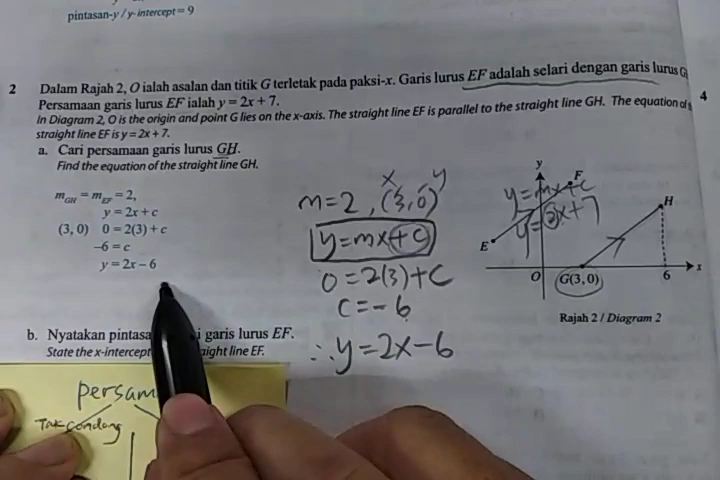 pintasan-y / y-intercept = 9
2 Dalam Rajah 2, O ialah asalan dan titik G terletak pada paksi-x. Garis lurus EF adalah selari dengan garis lurus G
Persamaan garis lurus EF ialah y = 2x + 7.
In Diagram 2, O is the origin and point G lies on the x-axis. The straight line EF is parallel to the straight line GH. The equation of
straight line EF is y = 2x + 7.
4
a. Cari persamaan garis lurus GH.
Find the equation of the straight line GH.
m_GH = m_EF = 2,
y = 2x + c
(3, 0) 0 = 2(3) + c
–6 = c
y = 2x – 6
x y
m=2, (3,0)
y=mx+c
0=2(3)+c
c=-6
∴ y=2x-6
y
F
y=mx+c
y=2x+7
H
E
O G(3, 0) 6 x
Rajah 2 / Diagram 2
b. Nyatakan i garis lurus EF.
State the x-intercept line EF.
Tak condong